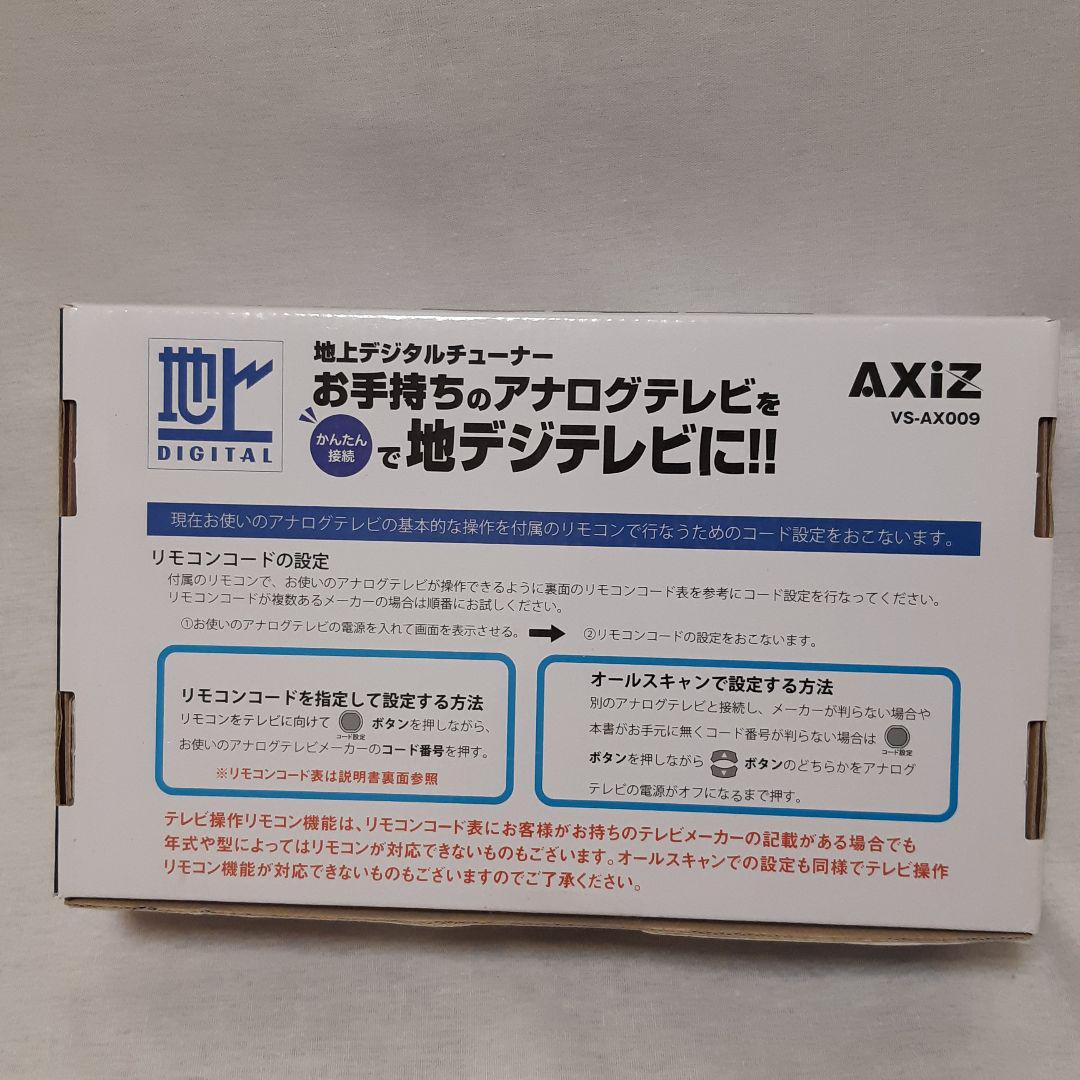 地上
DIGITAL
地上デジタルチューナー
お手持ちのアナログテレビを
かんたん
接続
で地デジテレビに!!
AXiZ
VS-AX009
現在お使いのアナログテレビの基本的な操作を付属のリモコンで行なうためのコード設定をおこないます。
リモコンコードの設定
付属のリモコンで、お使いのアナログテレビが操作できるように裏面のリモコンコード表を参考にコード設定を行なってください。
リモコンコードが複数あるメーカーの場合は順番にお試しください。
①お使いのアナログテレビの電源を入れて画面を表示させる。
②リモコンコードの設定をおこないます。
リモコンコードを指定して設定する方法
リモコンをテレビに向けて ボタンを押しながら、
コード設定
お使いのアナログテレビメーカーのコード番号を押す。
※リモコンコード表は説明書裏面参照
オールスキャンで設定する方法
別のアナログテレビと接続し、メーカーが判らない場合や
本書がお手元に無くコード番号が判らない場合は
コード設定
ボタンを押しながら ボタンのどちらかをアナログ
テレビの電源がオフになるまで押す。
テレビ操作リモコン機能は、リモコンコード表にお客様がお持ちのテレビメーカーの記載がある場合でも
年式や型によってはリモコンが対応できないものもございます。オールスキャンでの設定も同様でテレビ操作
リモコン機能が対応できないものもございますのでご了承ください。